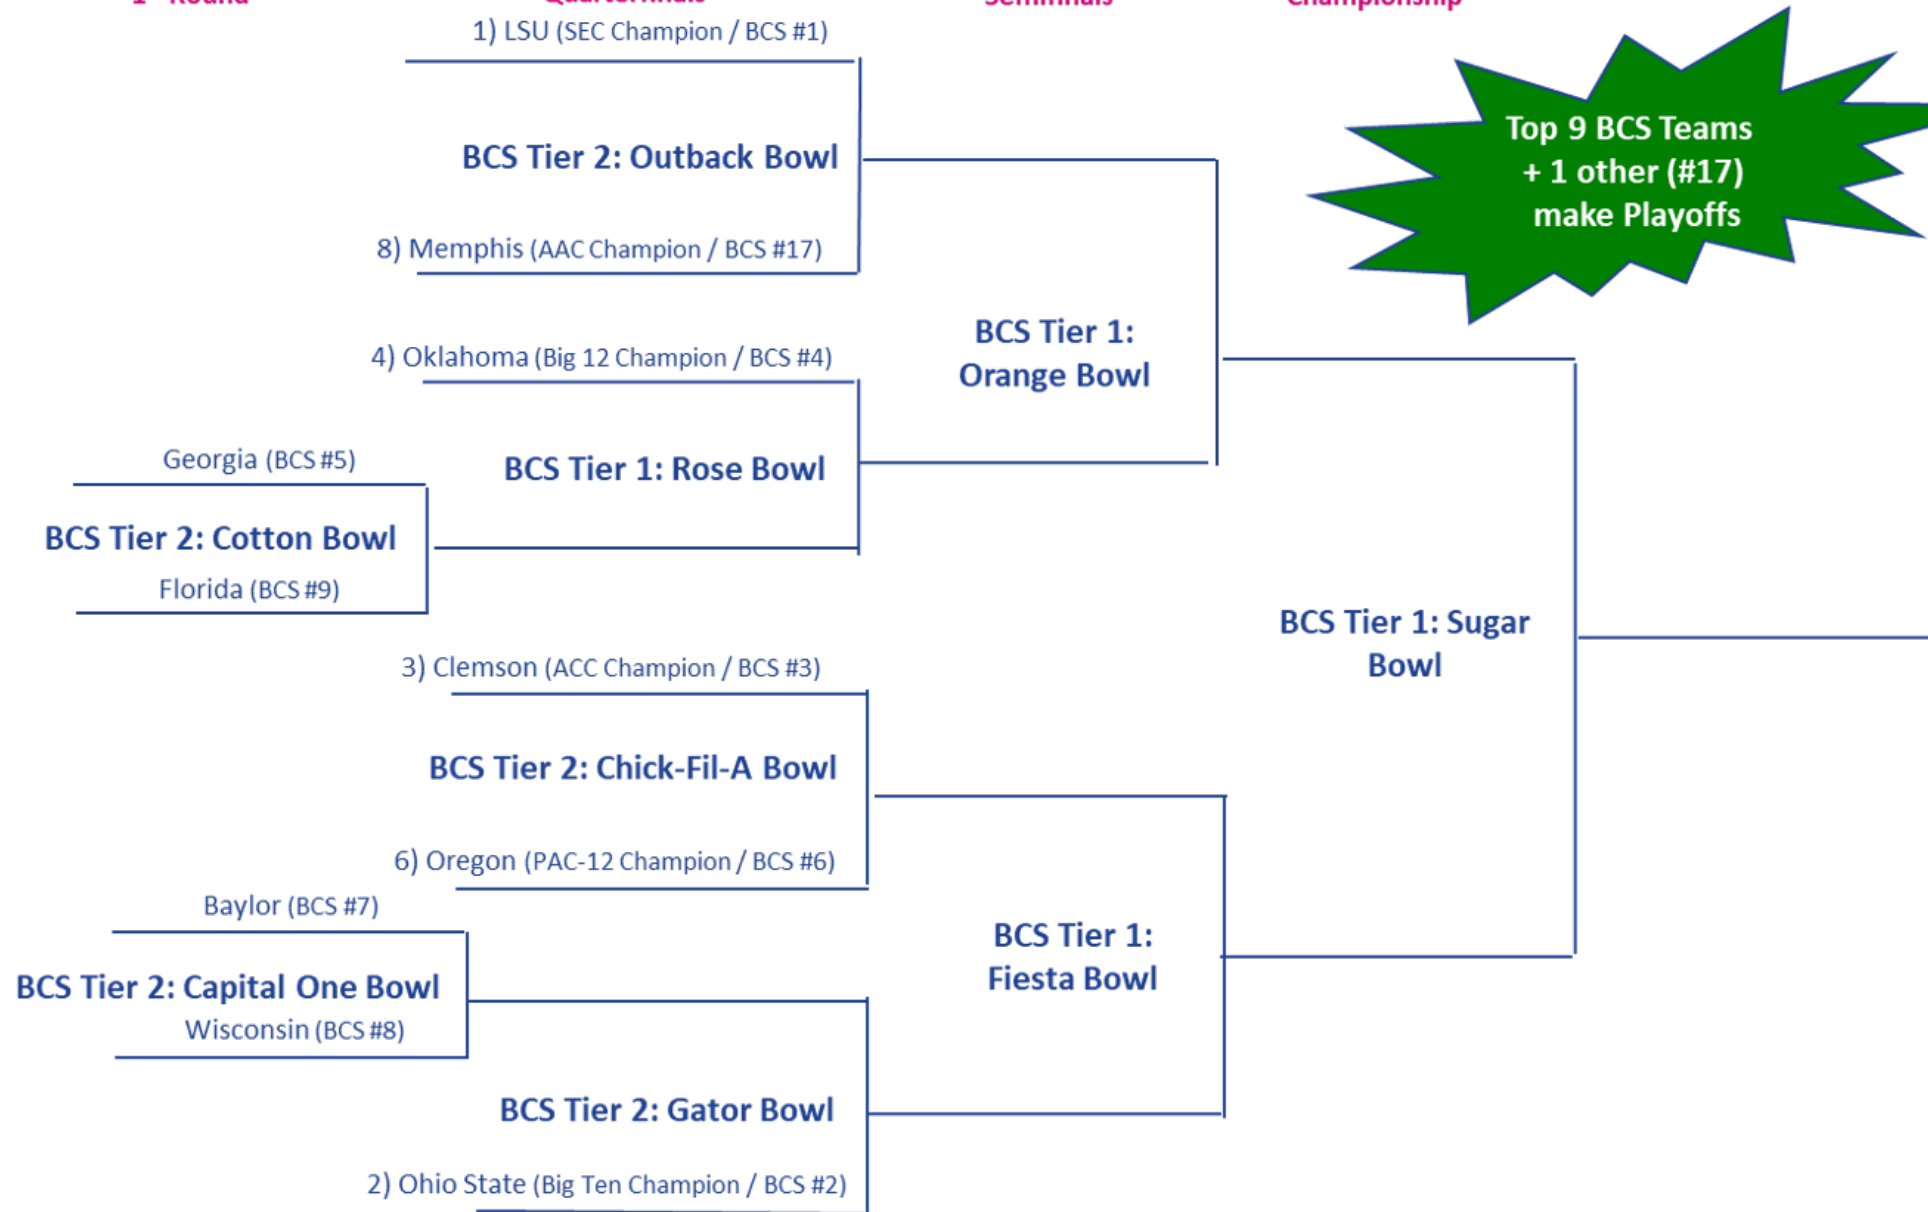 1) LSU (SEC Champion / BCS #1)
BCS Tier 2: Outback Bowl
8) Memphis (AAC Champion / BCS #17)
4) Oklahoma (Big 12 Champion / BCS #4)
Georgia (BCS #5)
BCS Tier 1: Rose Bowl
BCS Tier 2: Cotton Bowl
Florida (BCS #9)
3) Clemson (ACC Champion / BCS #3)
BCS Tier 2: Chick-Fil-A Bowl
6) Oregon (PAC-12 Champion / BCS #6)
Baylor (BCS #7)
BCS Tier 2: Capital One Bowl
Wisconsin (BCS #8)
BCS Tier 2: Gator Bowl
2) Ohio State (Big Ten Champion / BCS #2)
BCS Tier 1:
Orange Bowl
BCS Tier 1:
Fiesta Bowl
BCS Tier 1: Sugar
Bowl
Top 9 BCS Teams
+ 1 other (#17)
make Playoffs